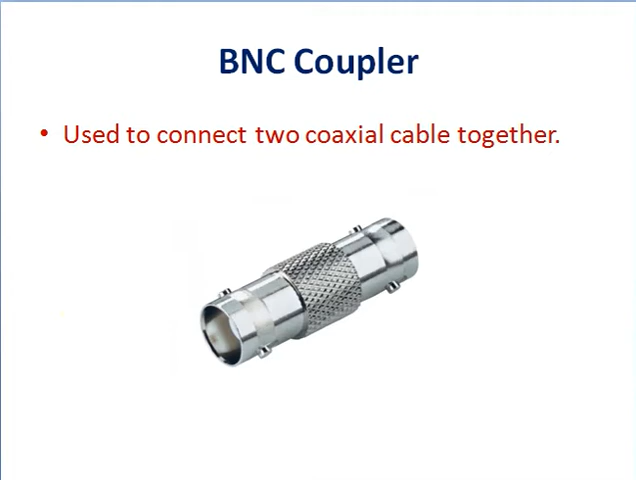 BNC Coupler
• Used to connect two coaxial cable together.